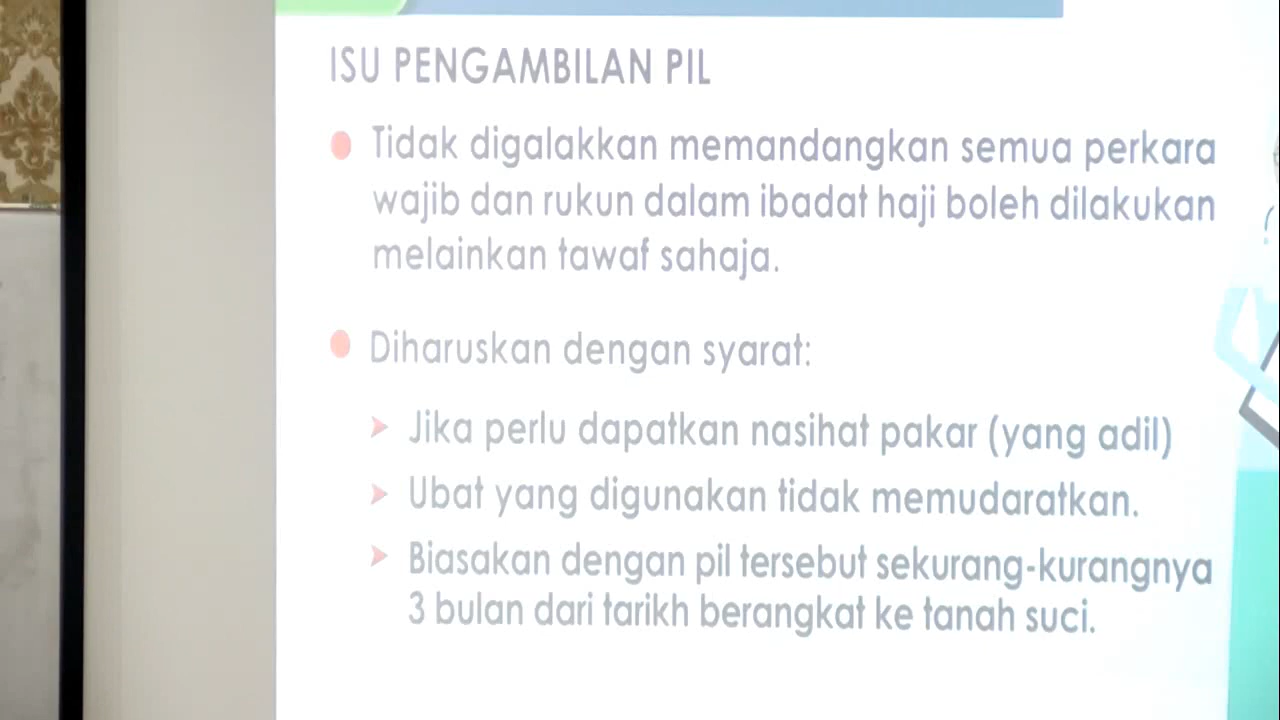 ISU PENGAMBILAN PIL
Tidak digalakkan memandangkan semua perkara
wajib dan rukun dalam ibadat haji boleh dilakukan
melainkan tawaf sahaja.
Diharuskan dengan syarat:
Jika perlu dapatkan nasihat pakar (yang adil)
Ubat yang digunakan tidak memudaratkan.
Biasakan dengan pil tersebut sekurang-kurangnya
3 bulan dari tarikh berangkat ke tanah suci.